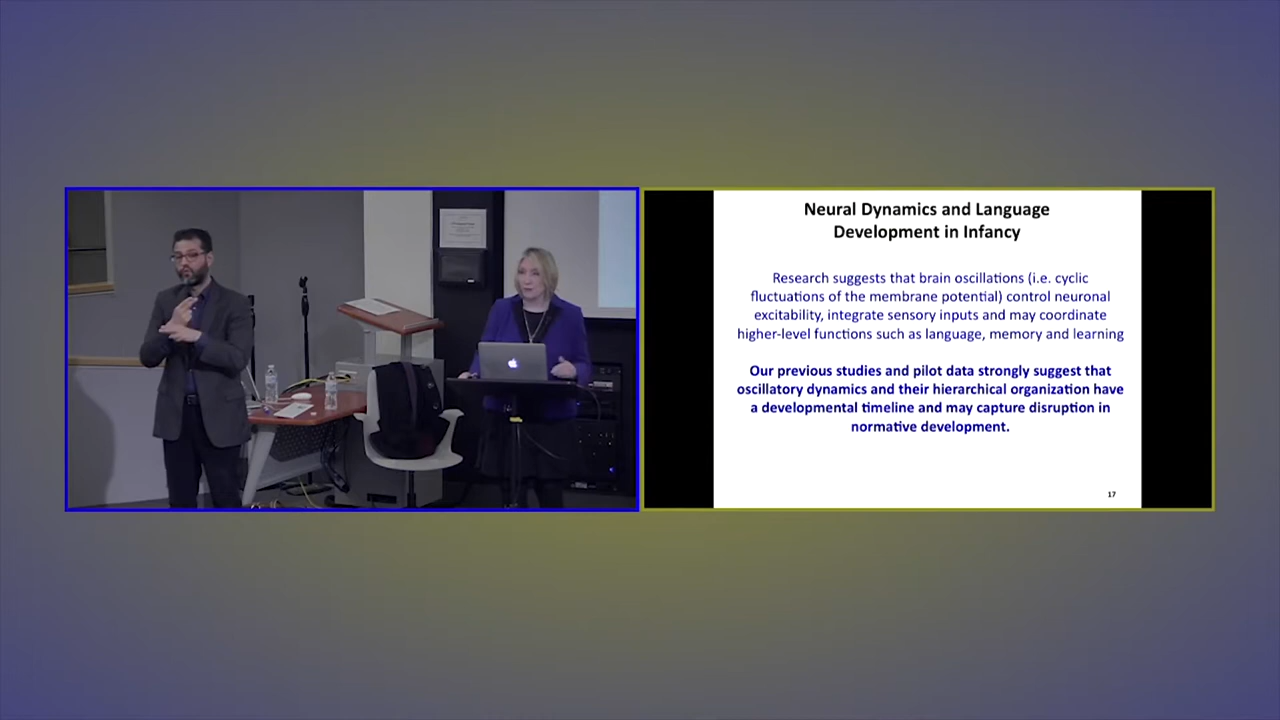 Neural Dynamics and Language
Development in Infancy
Research suggests that brain oscillations (i.e. cyclic
fluctuations of the membrane potential) control neuronal
excitability, integrate sensory inputs and may coordinate
higher-level functions such as language, memory and learning
Our previous studies and pilot data strongly suggest that
oscillatory dynamics and their hierarchical organization have
a developmental timeline and may capture disruption in
normative development.
17